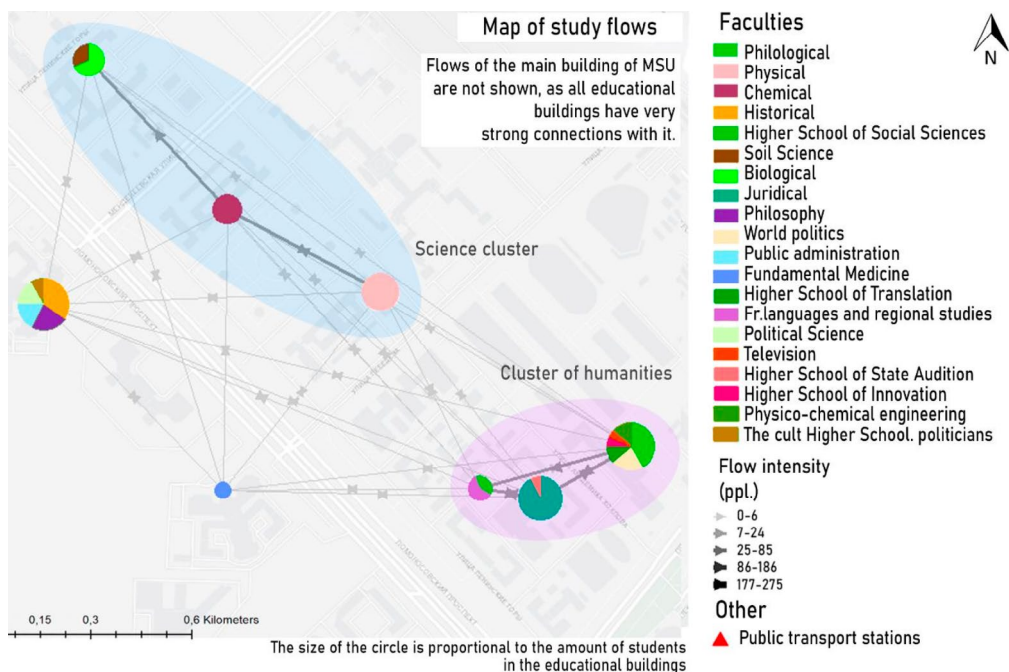 Map of study flows
Flows of the main building of MSU
are not shown, as all educational
buildings have very
strong connections with it.
Science cluster
Cluster of humanities
0,15
0,3
0,6 Kilometers
The size of the circle is proportional to the amount of students
in the educational buildings
Faculties
Philological
Physical
Chemical
Historical
Higher School of Social Sciences
Soil Science
Biological
Juridical
Philosophy
World politics
Public administration
Fundamental Medicine
Higher School of Translation
Fr.languages and regional studies
Political Science
Television
Higher School of State Audition
Higher School of Innovation
Physico-chemical engineering
The cult Higher School. politicians
Flow intensity
(ppl.)
0-6
7-24
25-85
86-186
177-275
Other
Public transport stations
N